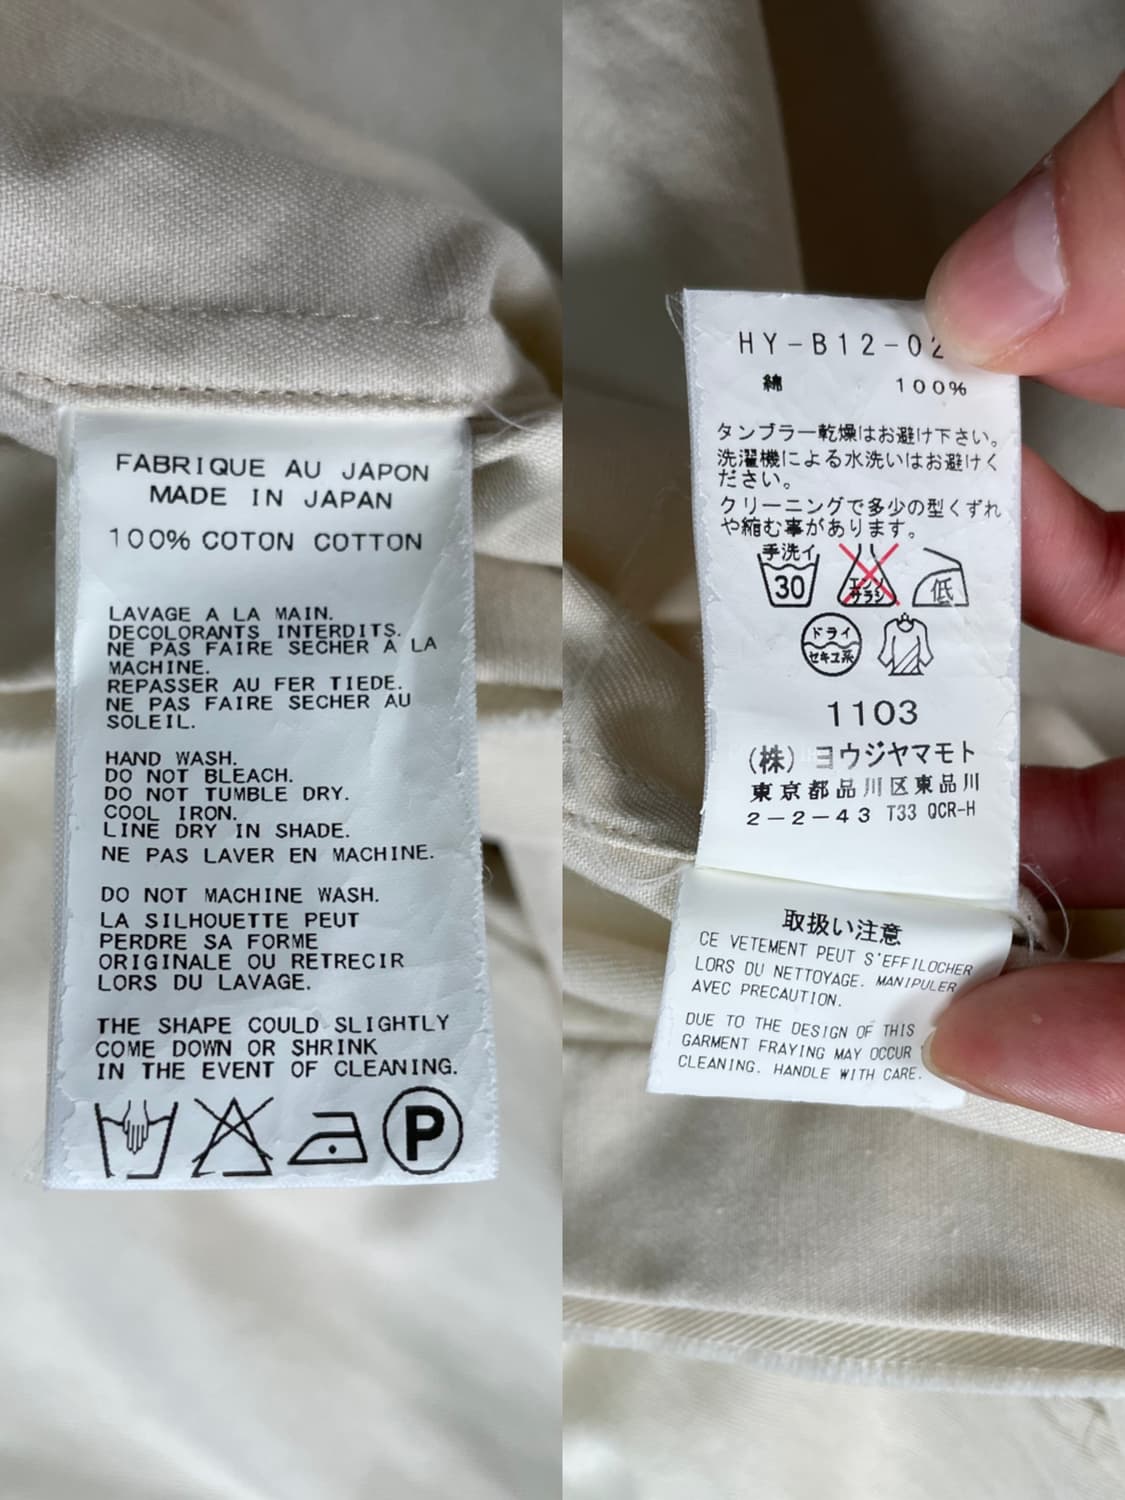 FABRIQUE AU JAPON
MADE IN JAPAN
100% COTON COTTON
LAVAGE A LA MAIN.
DECOLORANTS INTERDITS.
NE PAS FAIRE SECHER A LA
MACHINE.
REPASSER AU FER TIEDE.
NE PAS FAIRE SECHER AU
SOLEIL.
HAND WASH.
DO NOT BLEACH.
DO NOT TUMBLE DRY.
COOL IRON.
LINE DRY IN SHADE.
NE PAS LAVER EN MACHINE.
DO NOT MACHINE WASH.
LA SILHOUETTE PEUT
PERDRE SA FORME
ORIGINALE OU RETRECIR
LORS DU LAVAGE.
THE SHAPE COULD SLIGHTLY
COME DOWN OR SHRINK
IN THE EVENT OF CLEANING.
P
HY-B12-02
綿 100%
タンブラー乾燥はお避け下さい。
洗濯機による水洗いはお避けく
ださい。
クリーニングで多少の型くずれ
や縮む事があります。
手洗イ
30
エンソ
サラシ
低
ドライ
セキユ系
1103
(株) ヨウジヤマモト
東京都品川区東品川
2-2-43 T33 QCR-H
取扱い注意
CE VETEMENT PEUT S'EFFILOCHER
LORS DU NETTOYAGE. MANIPULER
AVEC PRECAUTION.
DUE TO THE DESIGN OF THIS
GARMENT FRAYING MAY OCCUR
CLEANING. HANDLE WITH CARE.